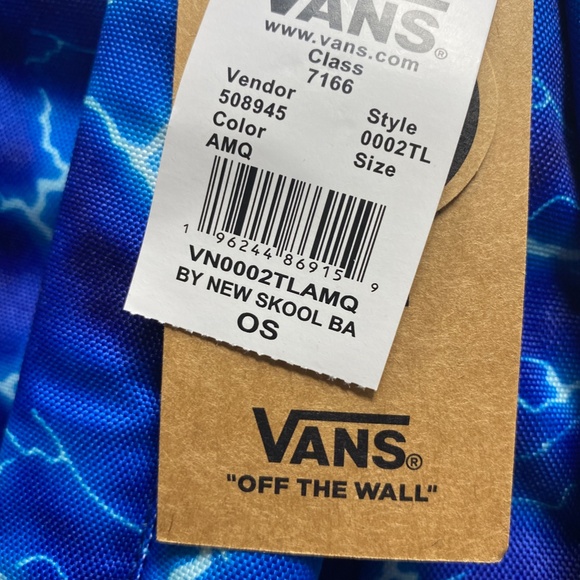 VANS®
www.vans.com
Class
7166
Vendor
508945
Color
AMQ
Style
0002TL
Size
1 96244 86915 9
VN0002TLAMQ
BY NEW SKOOL BA
OS
VANS®
"OFF THE WALL"